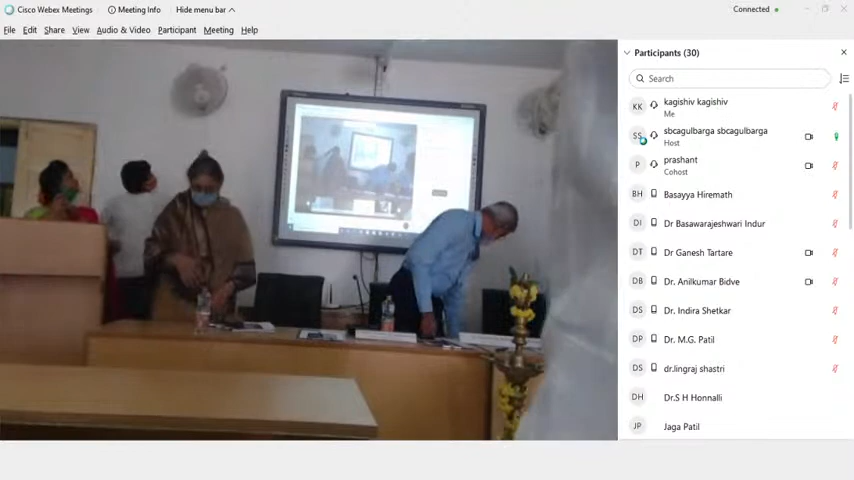 Cisco Webex Meetings
Meeting Info
Hide menu bar
Connected
File Edit Share View Audio & Video Participant Meeting Help
Participants (30)
Search
KK kagishiv kagishiv
Me
SS sbcagulbarga sbcagulbarga
Host
P prashant
Cohost
BH Basayya Hiremath
DI Dr Basawarajeshwari Indur
DT Dr Ganesh Tartare
DB Dr. Anilkumar Bidve
DS Dr. Indira Shetkar
DP Dr. M.G. Patil
DS dr.lingraj shastri
DH Dr.S H Honnalli
JP Jaga Patil